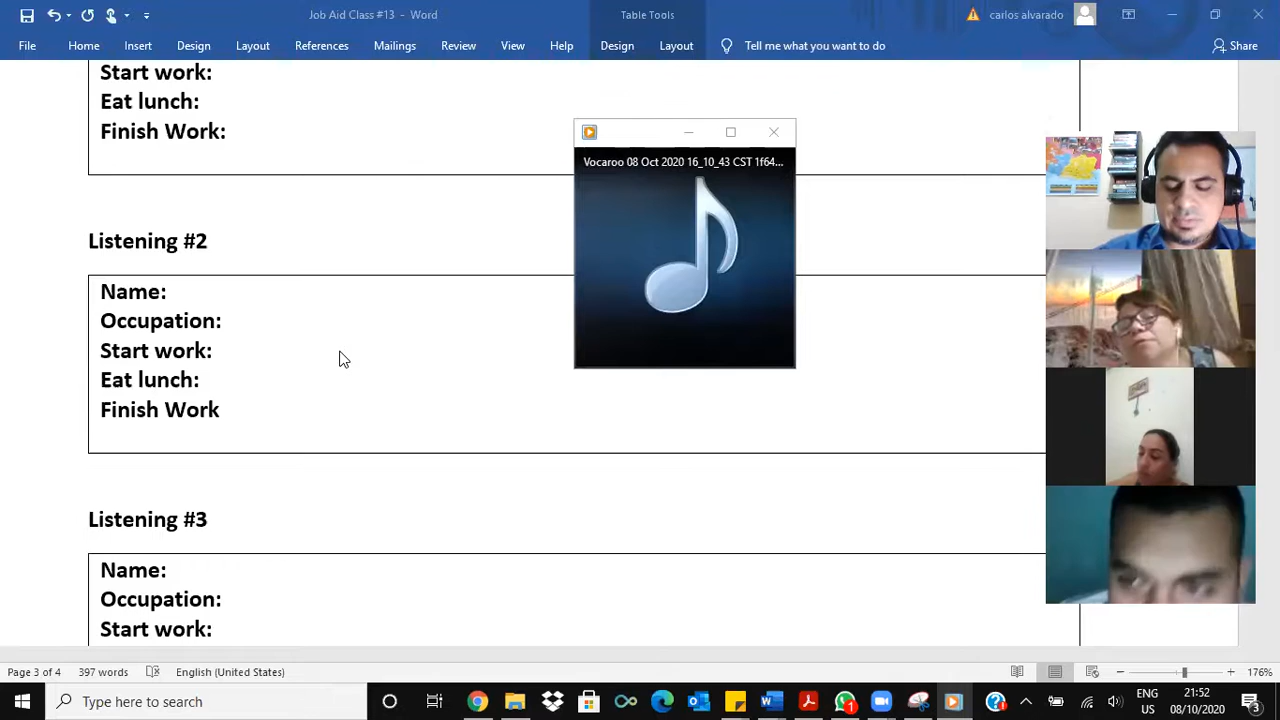 Job Aid Class #13 - Word
Table Tools
carlos alvarado
File Home Insert Design Layout References Mailings Review View Help Design Layout Tell me what you want to do Share
Start work:
Eat lunch:
Finish Work:
Vocaroo 08 Oct 2020 16_10_43 CST 1f64...
Listening #2
Name:
Occupation:
Start work:
Eat lunch:
Finish Work
Listening #3
Name:
Occupation:
Start work:
Page 3 of 4 397 words English (United States) 176%
Type here to search
1
ENG
US
21:52
08/10/2020
3